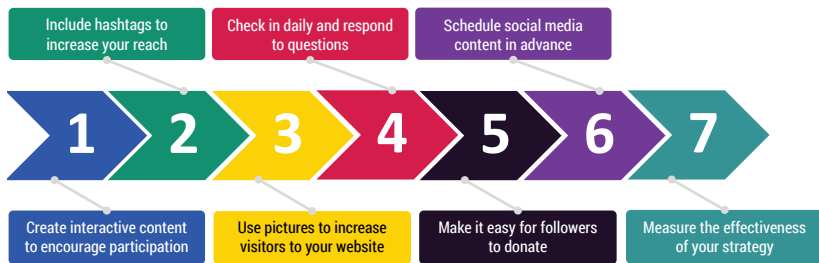 Include hashtags to
increase your reach
Check in daily and respond
to questions
Schedule social media
content in advance
1
2
3
4
5
6
7
Create interactive content
to encourage participation
Use pictures to increase
visitors to your website
Make it easy for followers
to donate
Measure the effectiveness
of your strategy